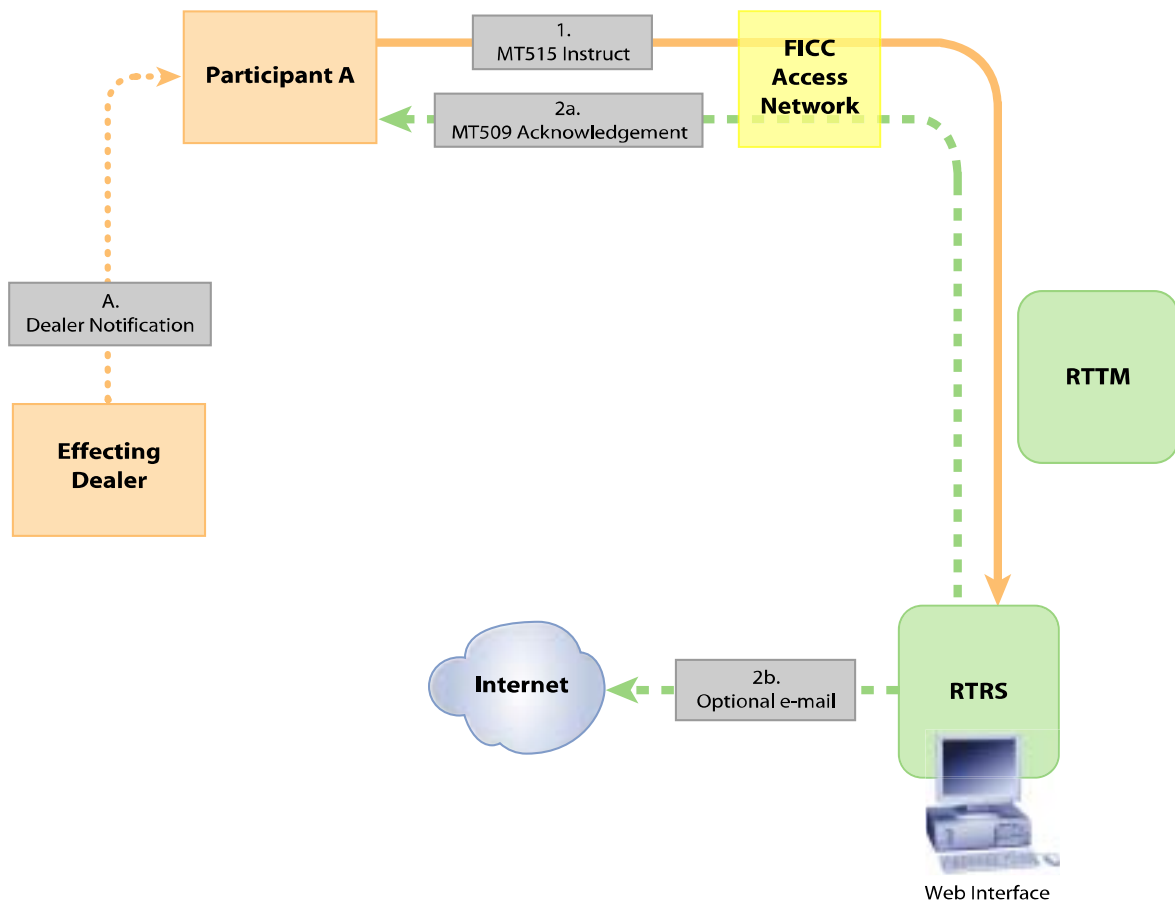 1.
MT515 Instruct
FICC
Access
Network
Participant A
2a.
MT509 Acknowledgement
A.
Dealer Notification
RTTM
Effecting
Dealer
Internet
2b.
Optional e-mail
RTRS
Web Interface